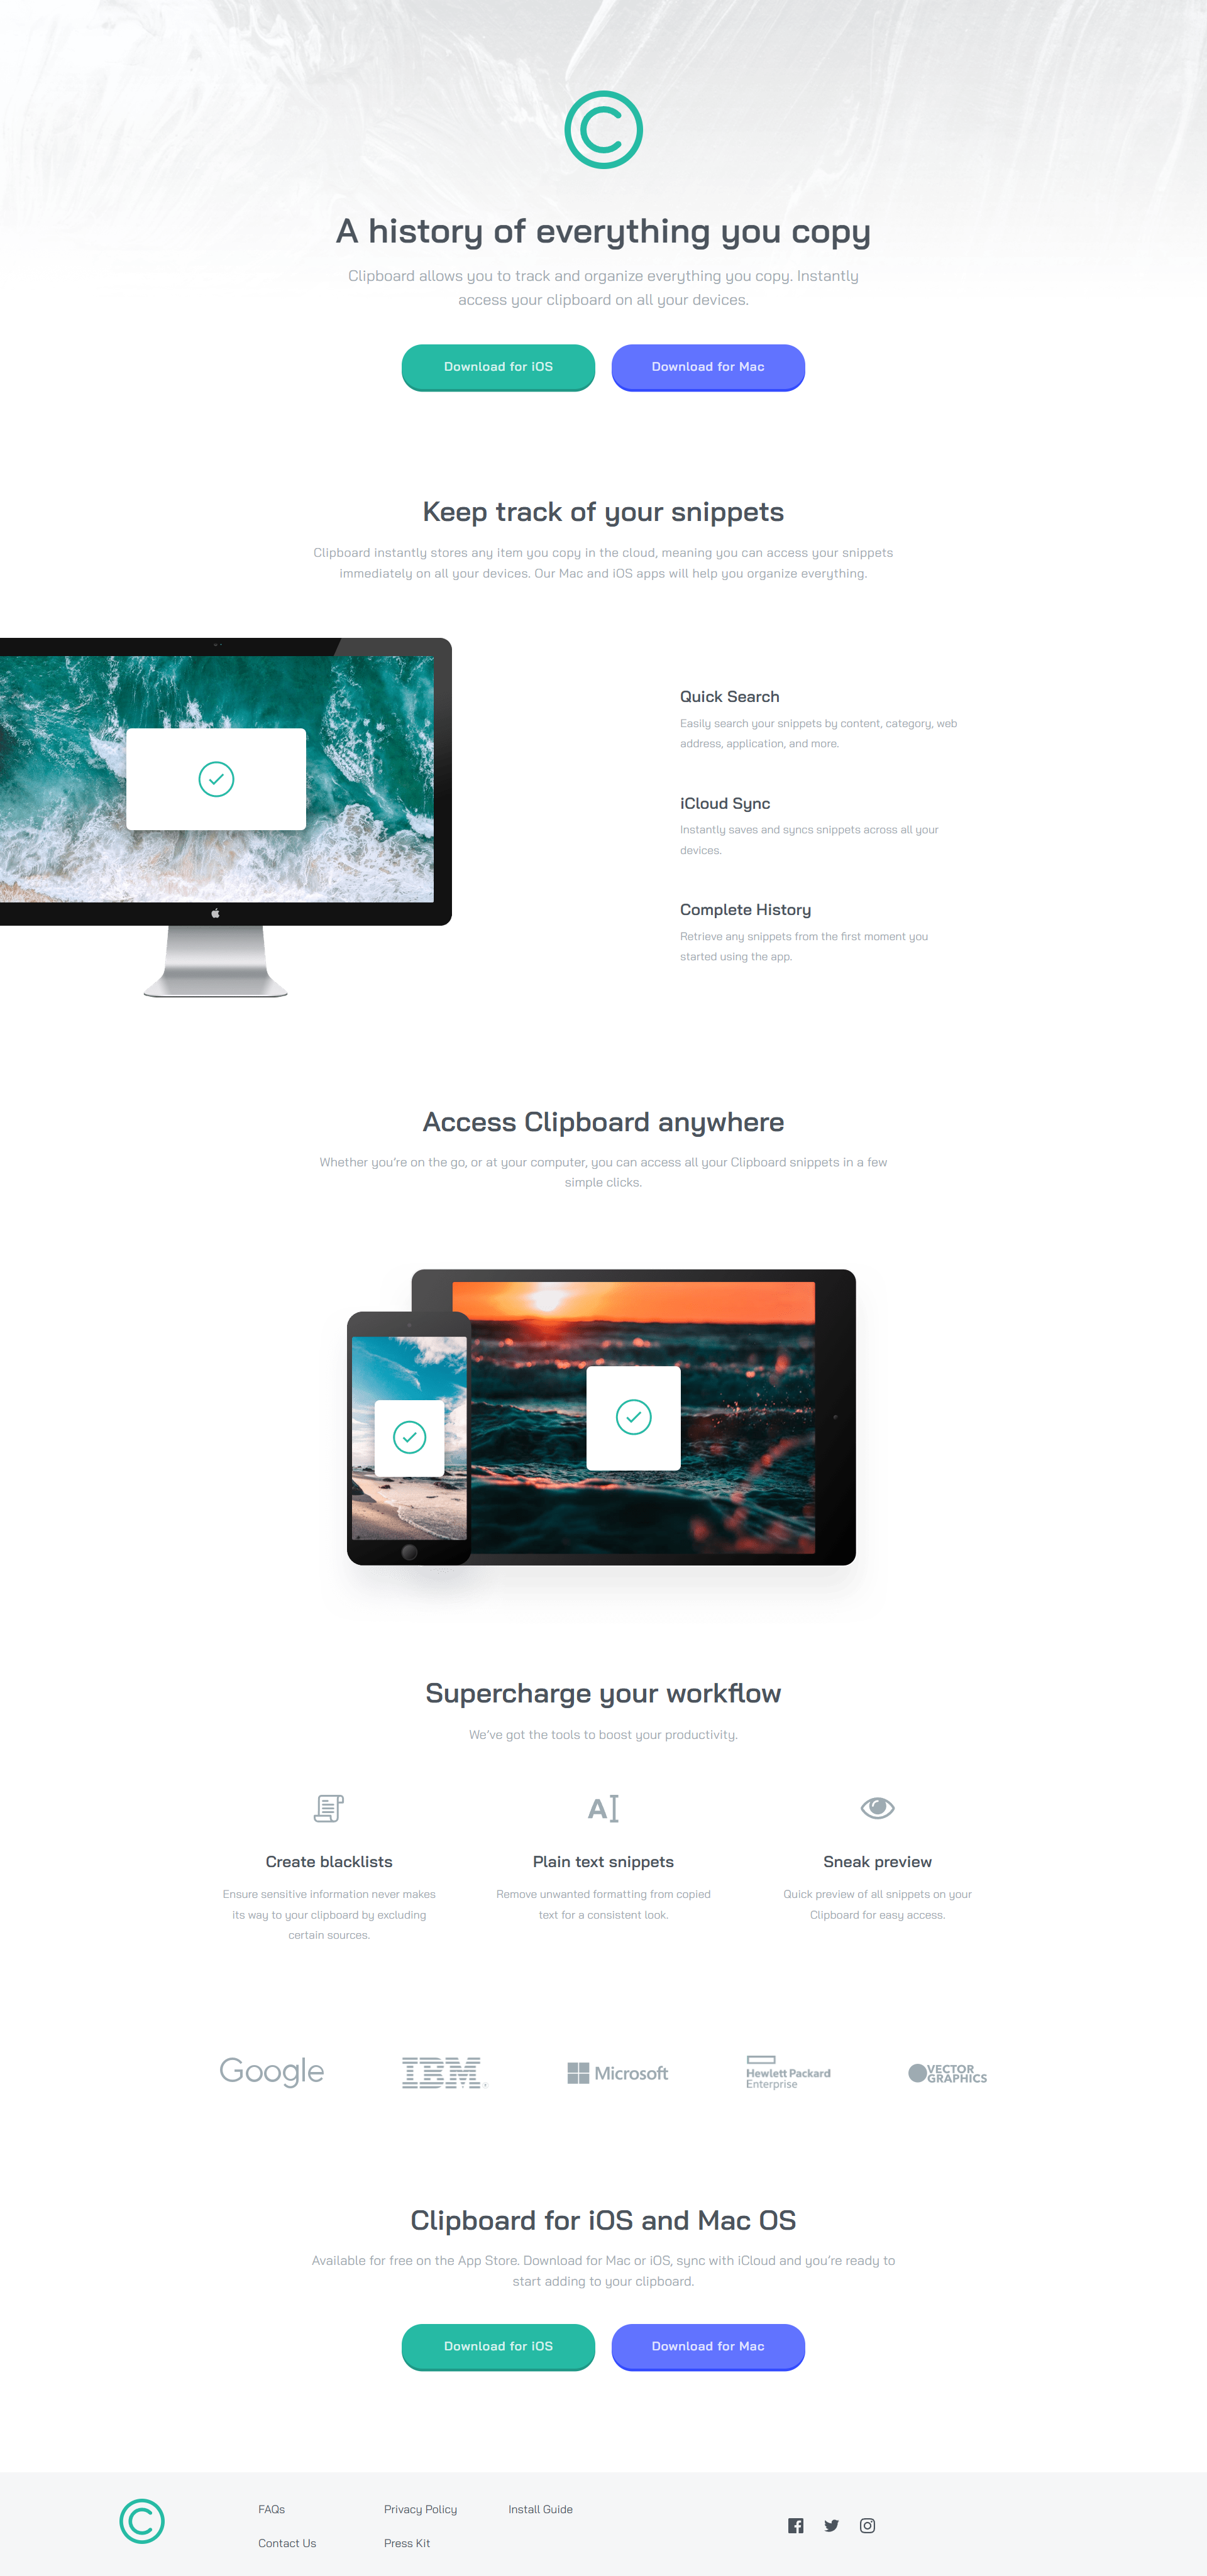 A history of everything you copy
Clipboard allows you to track and organize everything you copy. Instantly
access your clipboard on all your devices.
Download for iOS
Download for Mac
Keep track of your snippets
Clipboard instantly stores any item you copy in the cloud, meaning you can access your snippets
immediately on all your devices. Our Mac and iOS apps will help you organize everything.
Quick Search
Easily search your snippets by content, category, web
address, application, and more.
iCloud Sync
Instantly saves and syncs snippets across all your
devices.
Complete History
Retrieve any snippets from the first moment you
started using the app.
Access Clipboard anywhere
Whether you’re on the go, or at your computer, you can access all your Clipboard snippets in a few
simple clicks.
Supercharge your workflow
We’ve got the tools to boost your productivity.
Create blacklists
Ensure sensitive information never makes
its way to your clipboard by excluding
certain sources.
Plain text snippets
Remove unwanted formatting from copied
text for a consistent look.
Sneak preview
Quick preview of all snippets on your
Clipboard for easy access.
Google
IBM
Microsoft
Hewlett Packard
Enterprise
VECTOR
GRAPHICS
Clipboard for iOS and Mac OS
Available for free on the App Store. Download for Mac or iOS, sync with iCloud and you’re ready to
start adding to your clipboard.
Download for iOS
Download for Mac
FAQs
Contact Us
Privacy Policy
Press Kit
Install Guide